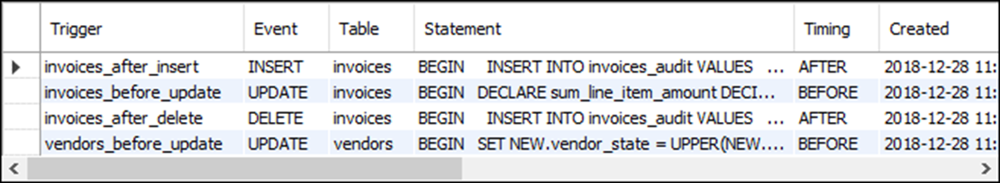 Trigger Event Table Statement Timing Created
invoices_after_insert INSERT invoices BEGIN INSERT INTO invoices_audit VALUES ... AFTER 2018-12-28 11:
invoices_before_update UPDATE invoices BEGIN DECLARE sum_line_item_amount DECI... BEFORE 2018-12-28 11:
invoices_after_delete DELETE invoices BEGIN INSERT INTO invoices_audit VALUES ... AFTER 2018-12-28 11:
vendors_before_update UPDATE vendors BEGIN SET NEW.vendor_state = UPPER(NEW.... BEFORE 2018-12-28 11: